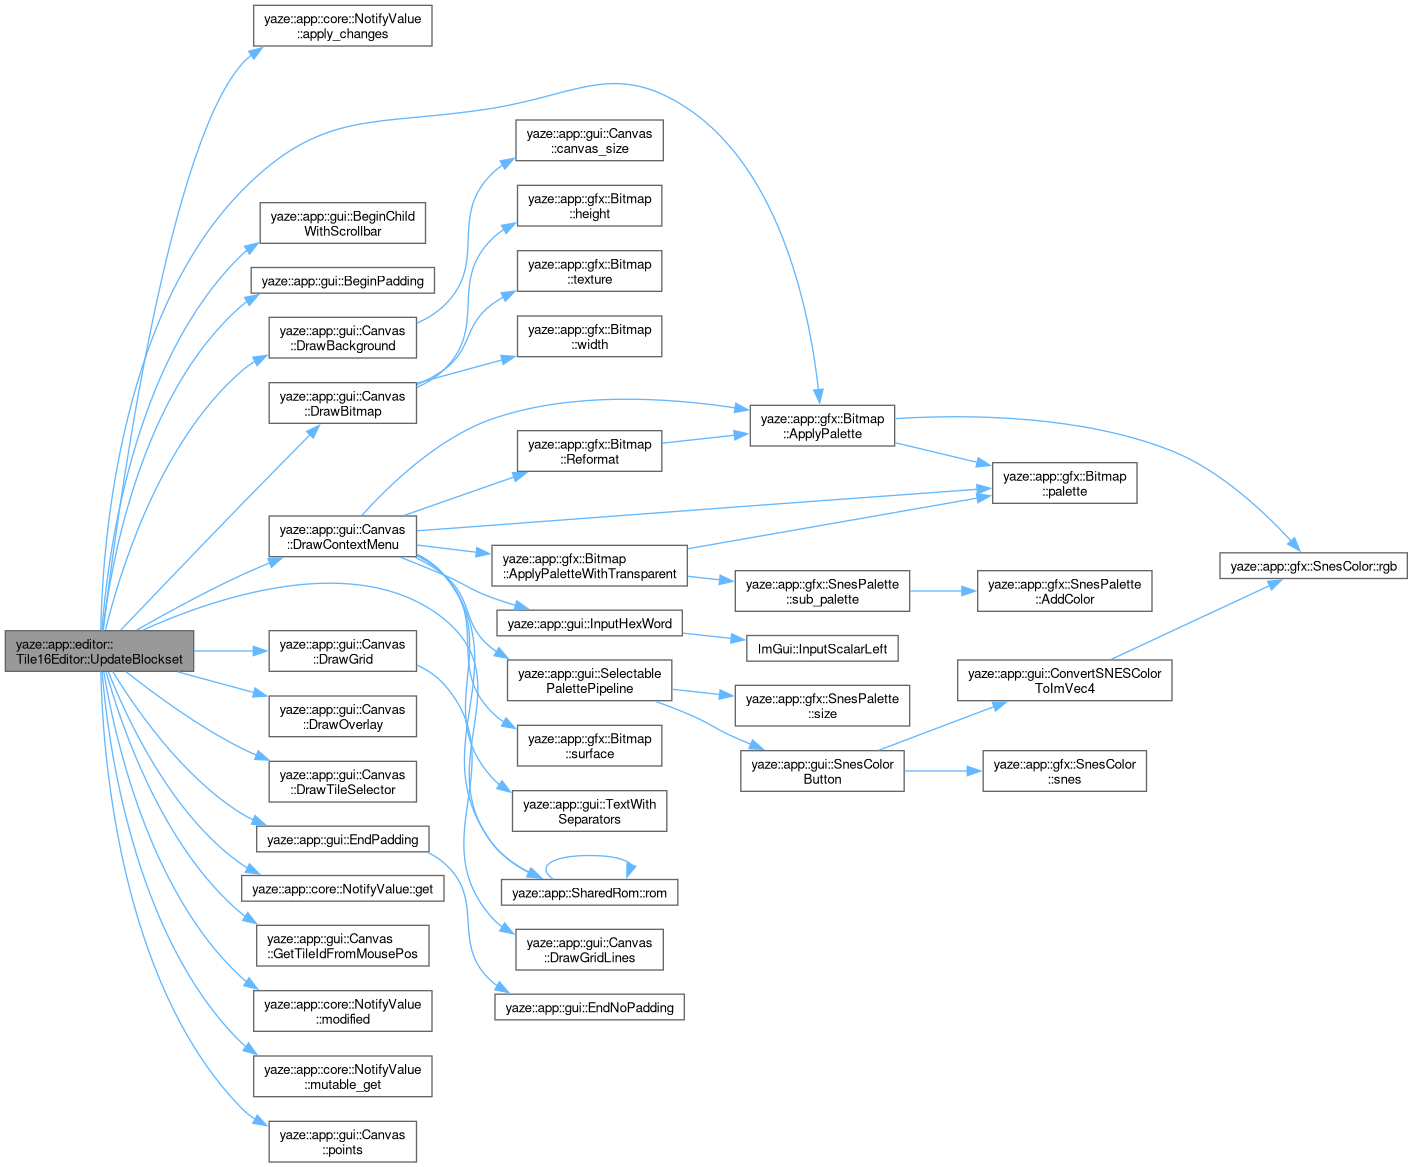 yaze::app::core::NotifyValue
::apply_changes
yaze::app::gui::Canvas
::canvas_size
yaze::app::gfx::Bitmap
::height
yaze::app::gui::BeginChild
WithScrollbar
yaze::app::gfx::Bitmap
::texture
yaze::app::gui::BeginPadding
yaze::app::gui::Canvas
::DrawBackground
yaze::app::gfx::Bitmap
::width
yaze::app::gui::Canvas
::DrawBitmap
yaze::app::gfx::Bitmap
::ApplyPalette
yaze::app::gfx::Bitmap
::Reformat
yaze::app::gfx::Bitmap
::palette
yaze::app::gui::Canvas
::DrawContextMenu
yaze::app::gfx::Bitmap
::ApplyPaletteWithTransparent
yaze::app::gfx::SnesColor::rgb
yaze::app::gfx::SnesPalette
::sub_palette
yaze::app::gfx::SnesPalette
::AddColor
yaze::app::gui::InputHexWord
yaze::app::editor::
Tile16Editor::UpdateBlockset
yaze::app::gui::Canvas
::DrawGrid
ImGui::InputScalarLeft
yaze::app::gui::Selectable
PalettePipeline
yaze::app::gui::ConvertSNESColor
ToImVec4
yaze::app::gui::Canvas
::DrawOverlay
yaze::app::gfx::SnesPalette
::size
yaze::app::gfx::Bitmap
::surface
yaze::app::gui::SnesColor
Button
yaze::app::gfx::SnesColor
::snes
yaze::app::gui::Canvas
::DrawTileSelector
yaze::app::gui::TextWith
Separators
yaze::app::gui::EndPadding
yaze::app::core::NotifyValue::get
yaze::app::SharedRom::rom
yaze::app::gui::Canvas
::GetTileIdFromMousePos
yaze::app::gui::Canvas
::DrawGridLines
yaze::app::core::NotifyValue
::modified
yaze::app::gui::EndNoPadding
yaze::app::core::NotifyValue
::mutable_get
yaze::app::gui::Canvas
::points